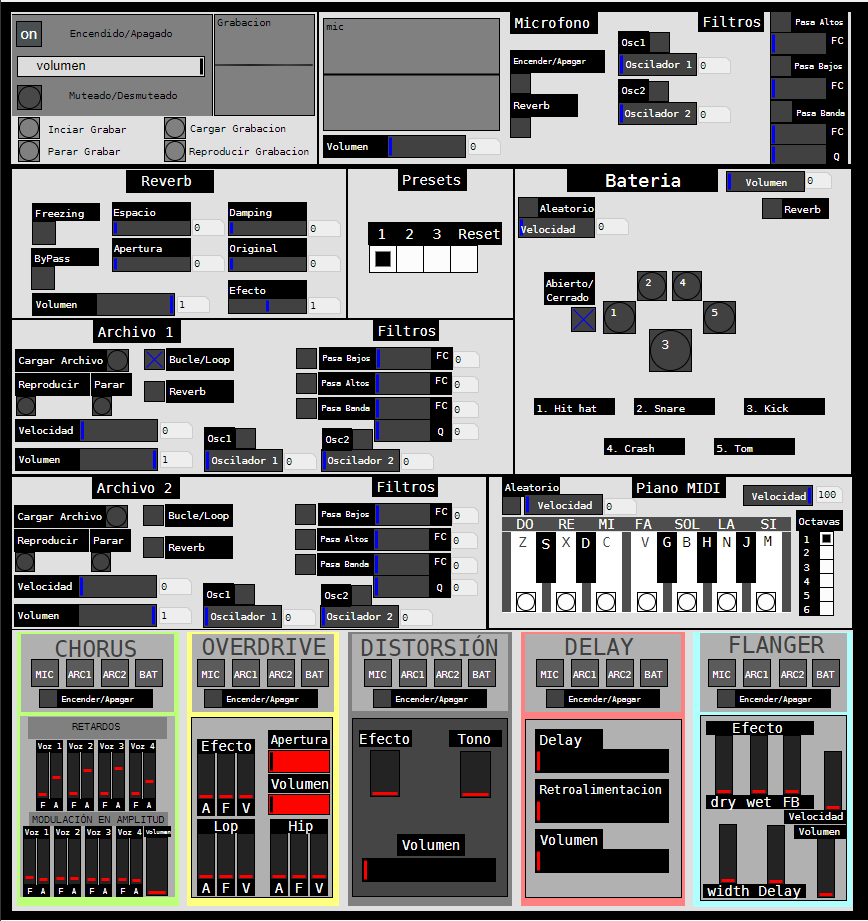 on
Encendido/Apagado
volumen
Muteado/Desmuteado
Inciar Grabar
Parar Grabar
Grabacion
Cargar Grabacion
Reproducir Grabacion
mic
Volumen 0
Microfono
Encender/Apagar
Reverb
Filtros
Osc1
Oscilador 1 0
Osc2
Oscilador 2 0
Pasa Altos
FC
Pasa Bajos
FC
Pasa Banda
FC
Q
Reverb
Freezing
ByPass
Espacio
0
Apertura
0
Damping
0
Original
0
Efecto
1
Volumen 1
Presets
1 2 3 Reset
Bateria
Volumen 0
Reverb
Aleatorio
Velocidad 0
Abierto/
Cerrado
1
2
4
5
3
1. Hit hat
2. Snare
3. Kick
4. Crash
5. Tom
Archivo 1
Cargar Archivo
Bucle/Loop
Reproducir Parar
Reverb
Velocidad 0
Volumen 1
Osc1
Oscilador 1 0
Filtros
Pasa Bajos FC 0
Pasa Altos FC 0
Pasa Banda FC 0
Q 0
Osc2
Oscilador 2 0
Archivo 2
Cargar Archivo
Bucle/Loop
Reproducir Parar
Reverb
Velocidad 0
Volumen 1
Osc1
Oscilador 1 0
Filtros
Pasa Bajos FC 0
Pasa Altos FC 0
Pasa Banda FC 0
Q 0
Osc2
Oscilador 2 0
Aleatorio
Velocidad 0
Piano MIDI
Velocidad 100
DO RE MI FA SOL LA SI
Z S X D C V G B H N J M
Octavas
1
2
3
4
5
6
CHORUS
MIC ARC1 ARC2 BAT
Encender/Apagar
RETARDOS
Voz 1 Voz 2 Voz 3 Voz 4
F A F A F A F A
MODULACIÓN EN AMPLITUD
Voz 1 Voz 2 Voz 3 Voz 4 Volumen
F A F A F A F A
OVERDRIVE
MIC ARC1 ARC2 BAT
Encender/Apagar
Efecto
A F V
Apertura
Volumen
Lop
A F V
Hip
A F V
DISTORSIÓN
MIC ARC1 ARC2 BAT
Encender/Apagar
Efecto
Tono
Volumen
DELAY
MIC ARC1 ARC2 BAT
Encender/Apagar
Delay
Retroalimentacion
Volumen
FLANGER
MIC ARC1 ARC2 BAT
Encender/Apagar
Efecto
dry wet FB
Velocidad
Volumen
width Delay